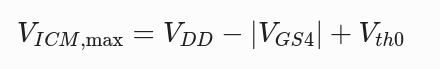 V_{ICM,max} = V_{DD} − |V_{GS4}| + V_{th0}